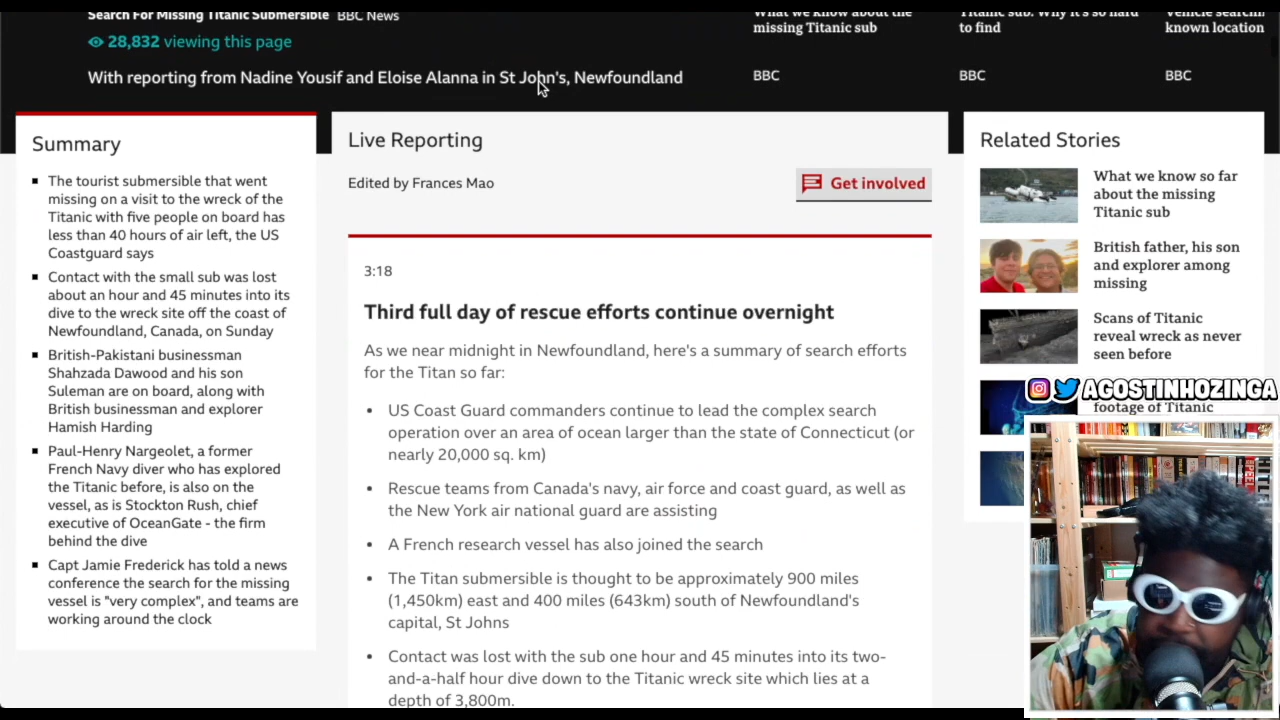 Search For Missing Titanic Submersible BBC News
28,832 viewing this page
With reporting from Nadine Yousif and Eloise Alanna in St John's, Newfoundland
What we know about the
missing Titanic sub
BBC
Titanic sub: Why it's so hard
to find
BBC
Vehicle searching
known location
BBC
Summary
The tourist submersible that went
missing on a visit to the wreck of the
Titanic with five people on board has
less than 40 hours of air left, the US
Coastguard says
Contact with the small sub was lost
about an hour and 45 minutes into its
dive to the wreck site off the coast of
Newfoundland, Canada, on Sunday
British-Pakistani businessman
Shahzada Dawood and his son
Suleman are on board, along with
British businessman and explorer
Hamish Harding
Paul-Henry Nargeolet, a former
French Navy diver who has explored
the Titanic before, is also on the
vessel, as is Stockton Rush, chief
executive of OceanGate - the firm
behind the dive
Capt Jamie Frederick has told a news
conference the search for the missing
vessel is "very complex", and teams are
working around the clock
Live Reporting
Edited by Frances Mao
Get involved
3:18
Third full day of rescue efforts continue overnight
As we near midnight in Newfoundland, here's a summary of search efforts
for the Titan so far:
US Coast Guard commanders continue to lead the complex search
operation over an area of ocean larger than the state of Connecticut (or
nearly 20,000 sq. km)
Rescue teams from Canada's navy, air force and coast guard, as well as
the New York air national guard are assisting
A French research vessel has also joined the search
The Titan submersible is thought to be approximately 900 miles
(1,450km) east and 400 miles (643km) south of Newfoundland's
capital, St Johns
Contact was lost with the sub one hour and 45 minutes into its two-
and-a-half hour dive down to the Titanic wreck site which lies at a
depth of 3,800m.
Related Stories
What we know so far
about the missing
Titanic sub
British father, his son
and explorer among
missing
Scans of Titanic
reveal wreck as never
seen before
AGOSTINHOZINGA
footage of Titanic